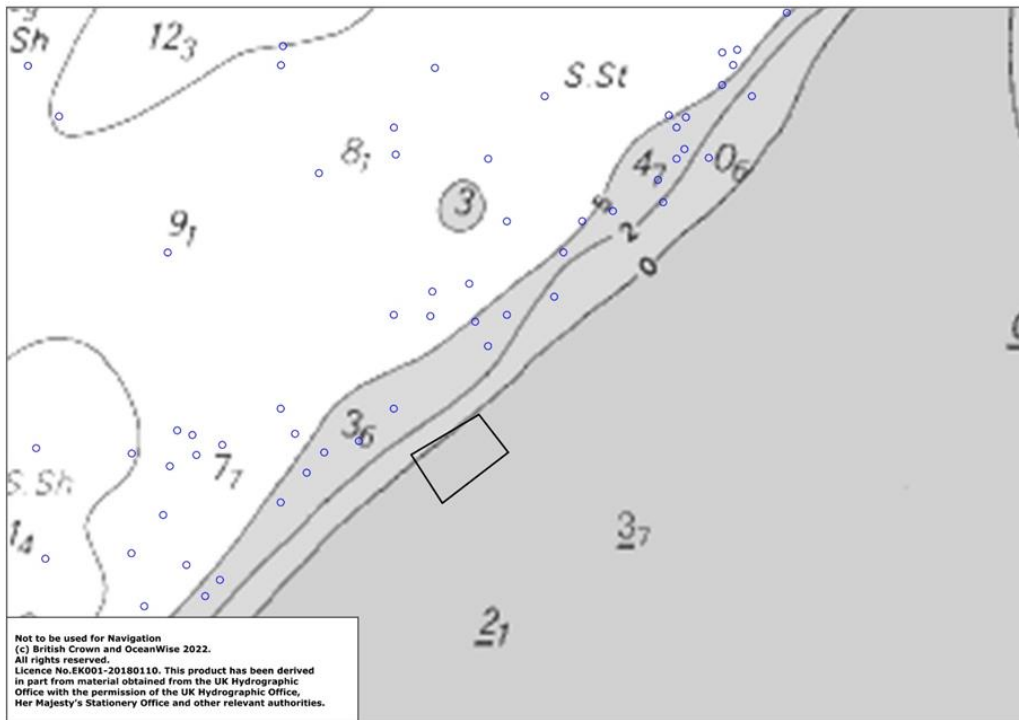 Sh
12₃
S.St
8₁
4₇
0₆
3
5
9₁
2
0
3₆
7₁
S.Sh
1₄
3₇
2₁
Not to be used for Navigation
(c) British Crown and OceanWise 2022.
All rights reserved.
Licence No.EK001-20180110. This product has been derived
in part from material obtained from the UK Hydrographic
Office with the permission of the UK Hydrographic Office,
Her Majesty's Stationery Office and other relevant authorities.